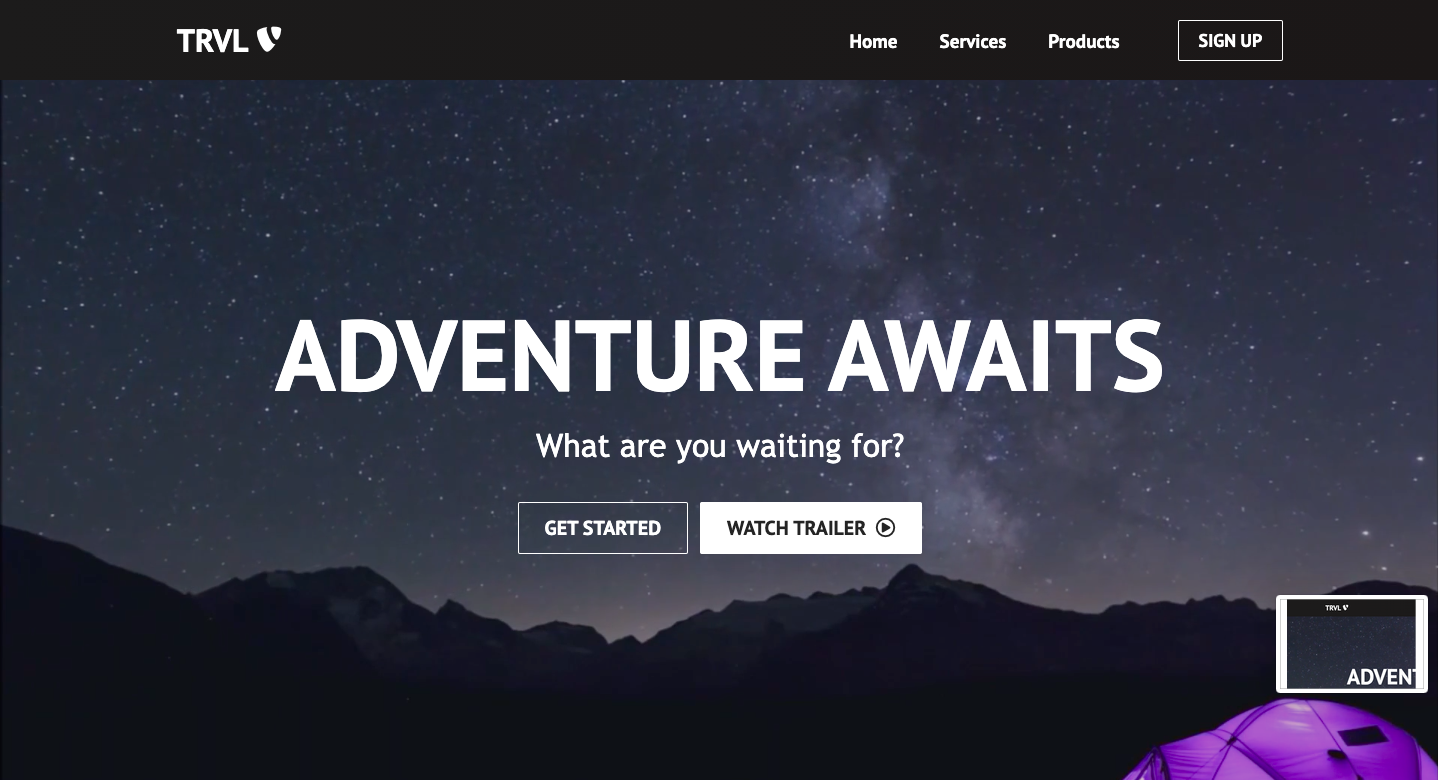 TRVL
Home Services Products SIGN UP
ADVENTURE AWAITS
What are you waiting for?
GET STARTED WATCH TRAILER
TRVL
ADVENT